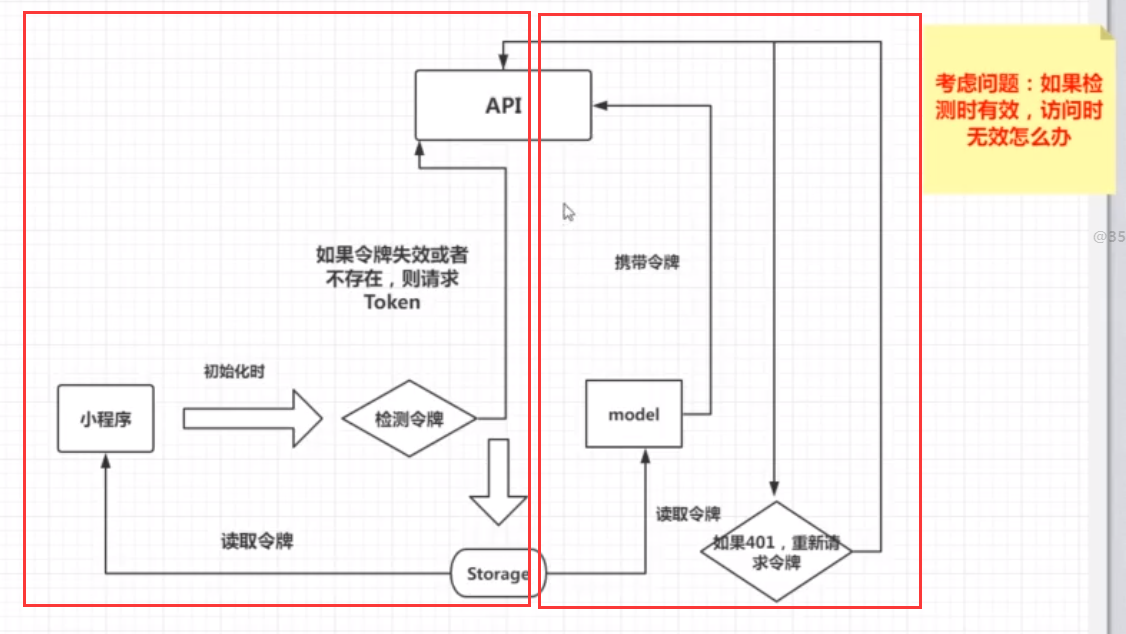 API
考虑问题：如果检
测时有效，访问时
无效怎么办
如果令牌失效或者
不存在，则请求
Token
携带令牌
初始化时
小程序
检测令牌
model
读取令牌
读取令牌
如果401，重新请
求令牌
Storage
@35